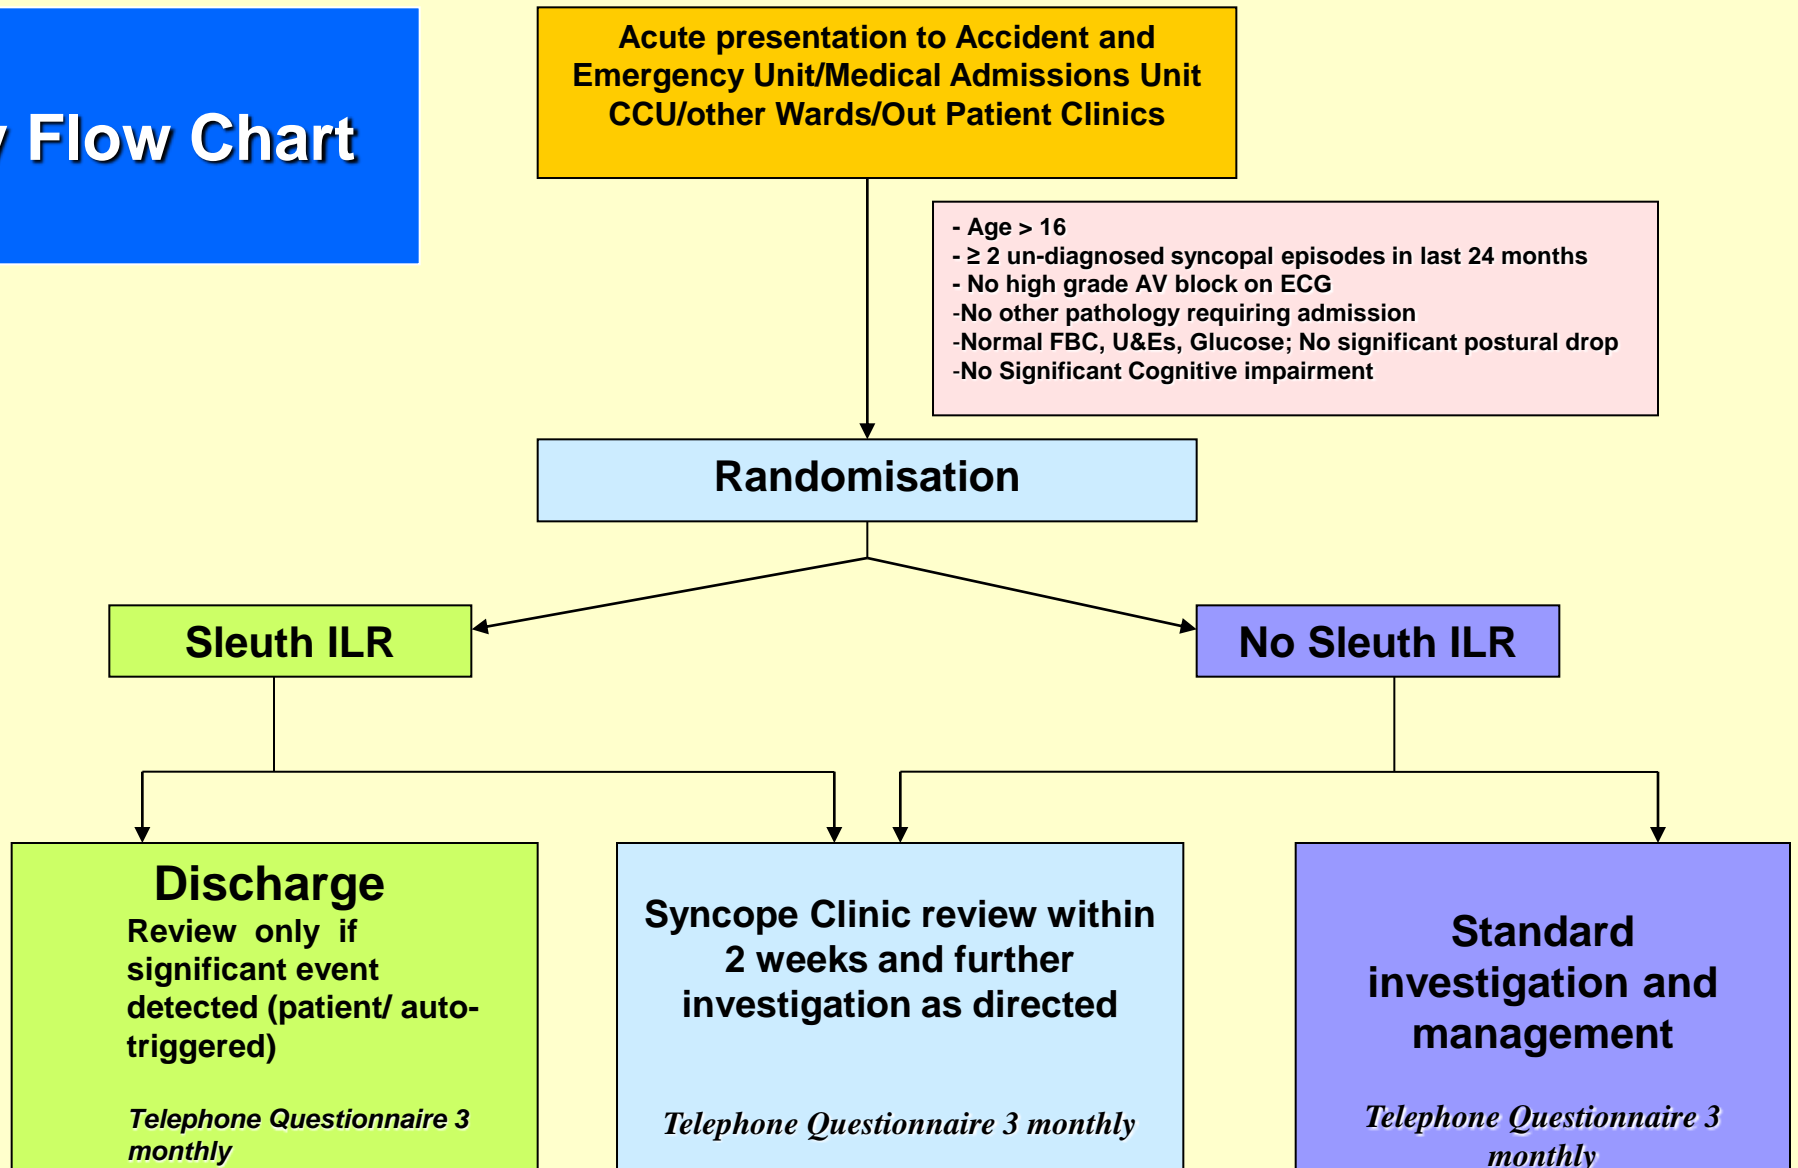 Flow Chart
Acute presentation to Accident and
Emergency Unit/Medical Admissions Unit
CCU/other Wards/Out Patient Clinics
- Age > 16
- ≥ 2 un-diagnosed syncopal episodes in last 24 months
- No high grade AV block on ECG
-No other pathology requiring admission
-Normal FBC, U&Es, Glucose; No significant postural drop
-No Significant Cognitive impairment
Randomisation
Sleuth ILR
No Sleuth ILR
Discharge
Review only if
significant event
detected (patient/ auto-
triggered)
Telephone Questionnaire 3
monthly
Syncope Clinic review within
2 weeks and further
investigation as directed
Telephone Questionnaire 3 monthly
Standard
investigation and
management
Telephone Questionnaire 3
monthly